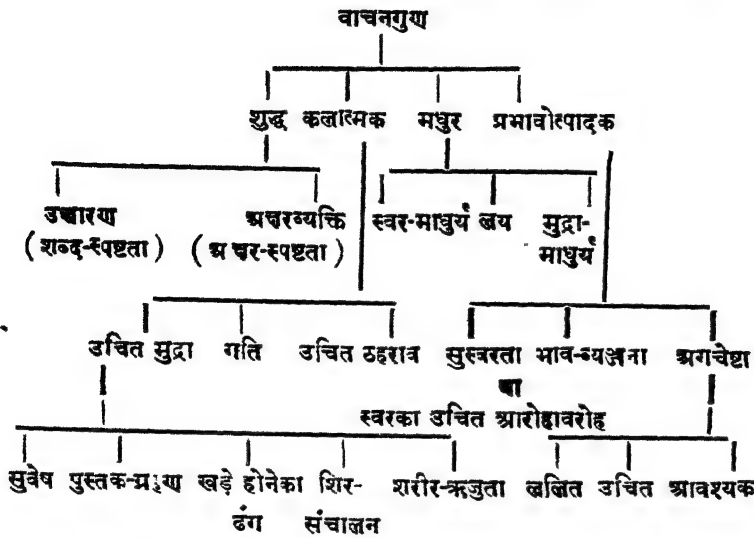 वाचनगुण
शुद्ध कलात्मक मधुर प्रभावोत्पादक
उच्चारण अक्षरव्यक्ति स्वर-माधुर्य लय मुद्रा-
(शब्द-स्पष्टता) (अक्षर-स्पष्टता) माधुर्य
उचित मुद्रा गति उचित ठहराव सुस्वरता भाव-व्यञ्जना अगचेष्टा
वा
स्वरका उचित आरोहावरोह
सुवेष पुस्तक-ग्रहण खड़े होनेका शिर- शरीर-ऋजुता ललित उचित आवश्यक
ढंग संचालन